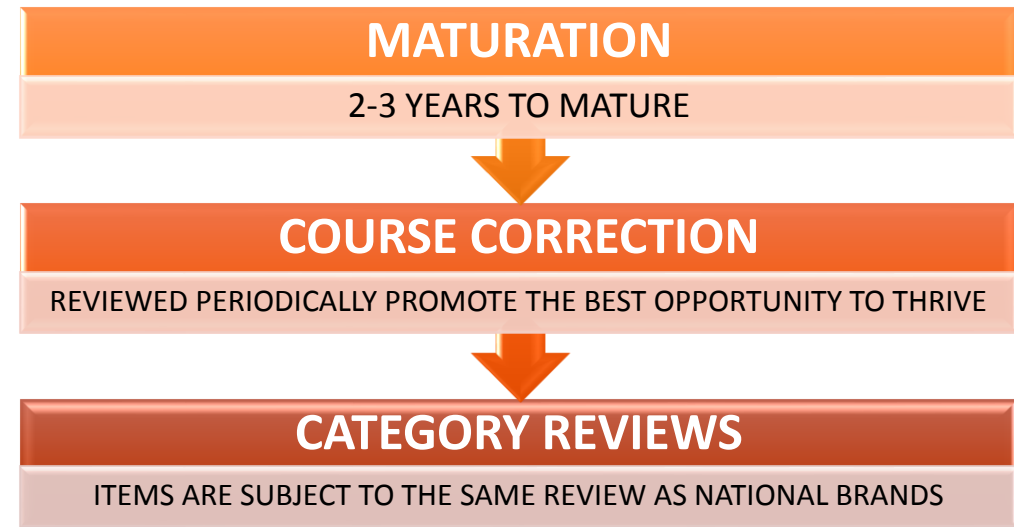 MATURATION
2-3 YEARS TO MATURE
COURSE CORRECTION
REVIEWED PERIODICALLY PROMOTE THE BEST OPPORTUNITY TO THRIVE
CATEGORY REVIEWS
ITEMS ARE SUBJECT TO THE SAME REVIEW AS NATIONAL BRANDS